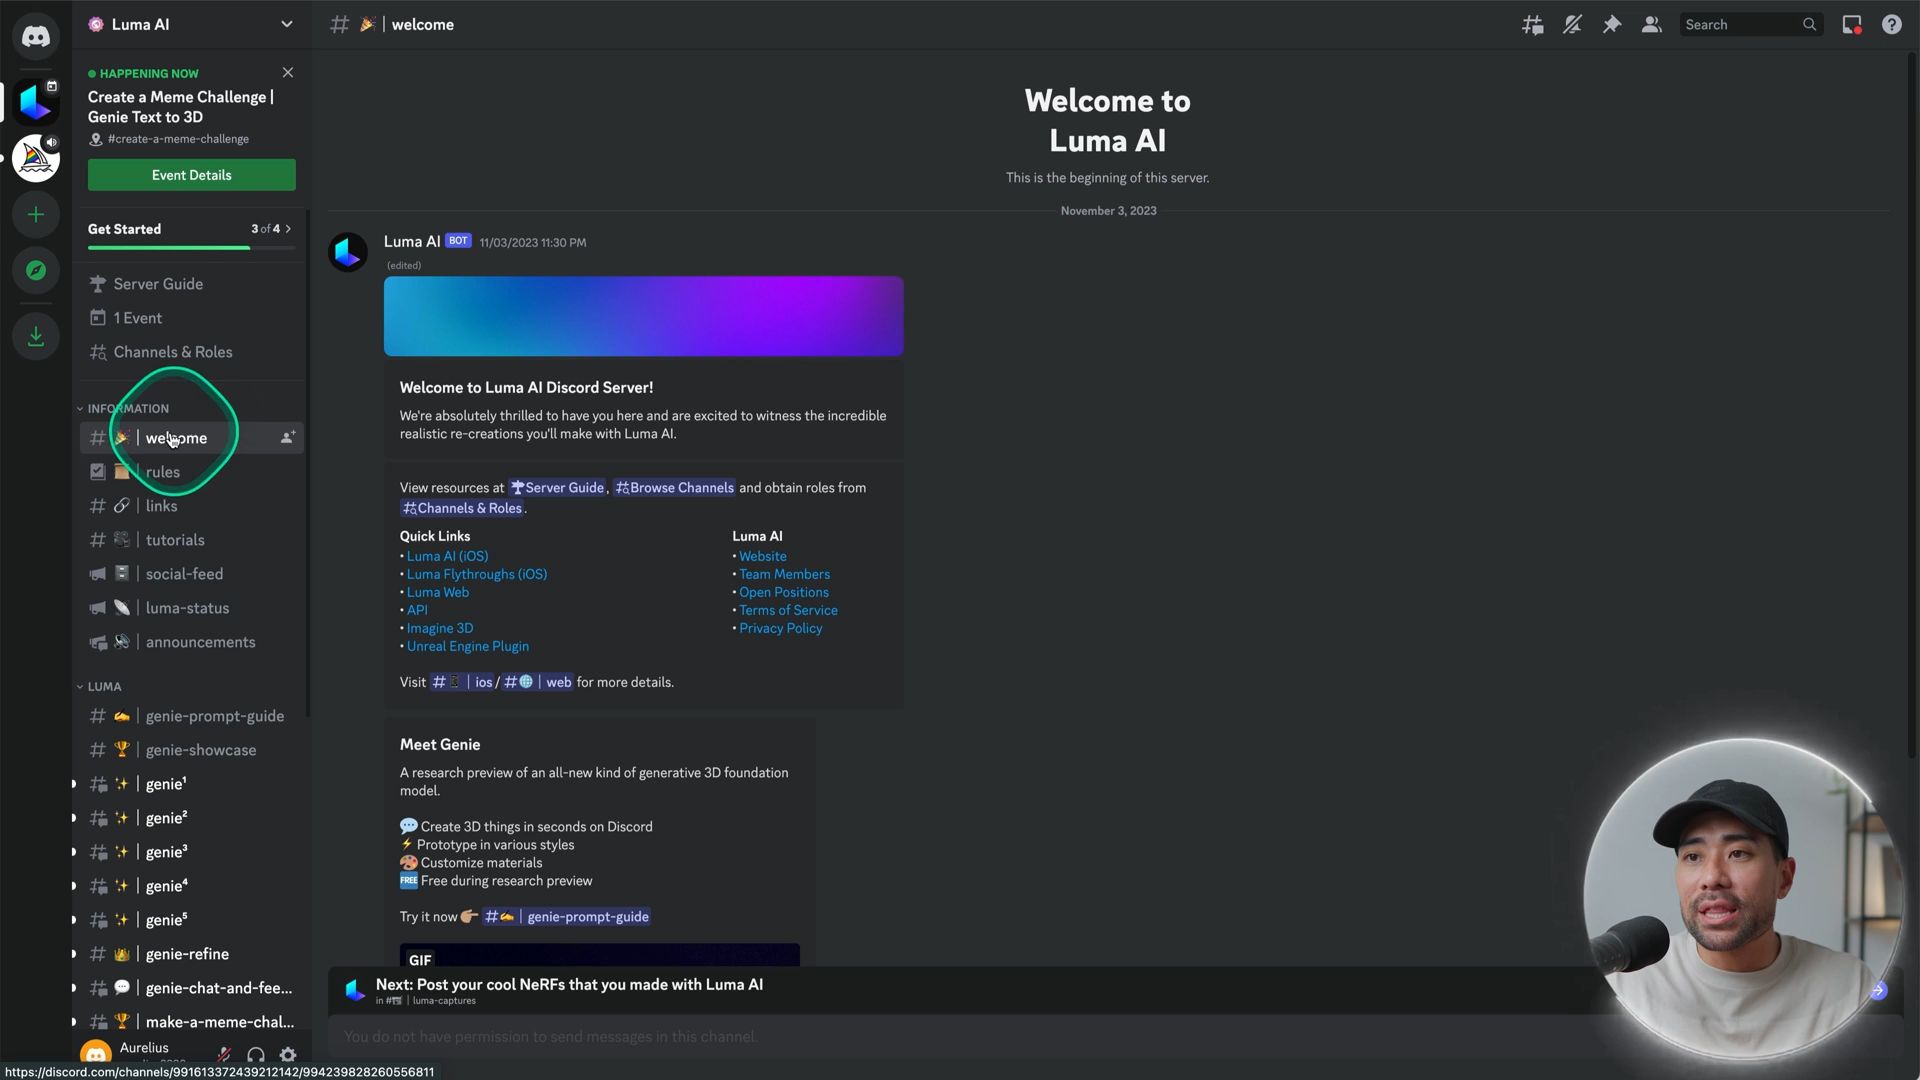 Luma AI
HAPPENING NOW
Create a Meme Challenge |
Genie Text to 3D
#create-a-meme-challenge
Event Details
Get Started 3 of 4
Server Guide
1 Event
Channels & Roles
INFORMATION
welcome
rules
links
tutorials
social-feed
luma-status
announcements
LUMA
genie-prompt-guide
genie-showcase
genie¹
genie²
genie³
genie⁴
genie⁵
genie-refine
genie-chat-and-fee...
make-a-meme-chal...
Aurelius
https://discord.com/channels/991613372439212142/994239828260556811
# 🎉 | welcome
Search
Welcome to
Luma AI
This is the beginning of this server.
November 3, 2023
Luma AI BOT 11/03/2023 11:30 PM
(edited)
Welcome to Luma AI Discord Server!
We're absolutely thrilled to have you here and are excited to witness the incredible
realistic re-creations you'll make with Luma AI.
View resources at Server Guide, Browse Channels and obtain roles from
Channels & Roles.
Quick Links
• Luma AI (iOS)
• Luma Flythroughs (iOS)
• Luma Web
• API
• Imagine 3D
• Unreal Engine Plugin
Luma AI
• Website
• Team Members
• Open Positions
• Terms of Service
• Privacy Policy
Visit # 📱 | ios / # 🌐 | web for more details.
Meet Genie
A research preview of an all-new kind of generative 3D foundation
model.
💬 Create 3D things in seconds on Discord
⚡ Prototype in various styles
🎨 Customize materials
FREE Free during research preview
Try it now 👉 # ✍ | genie-prompt-guide
GIF
Next: Post your cool NeRFs that you made with Luma AI
in # | luma-captures
You do not have permission to send messages in this channel.